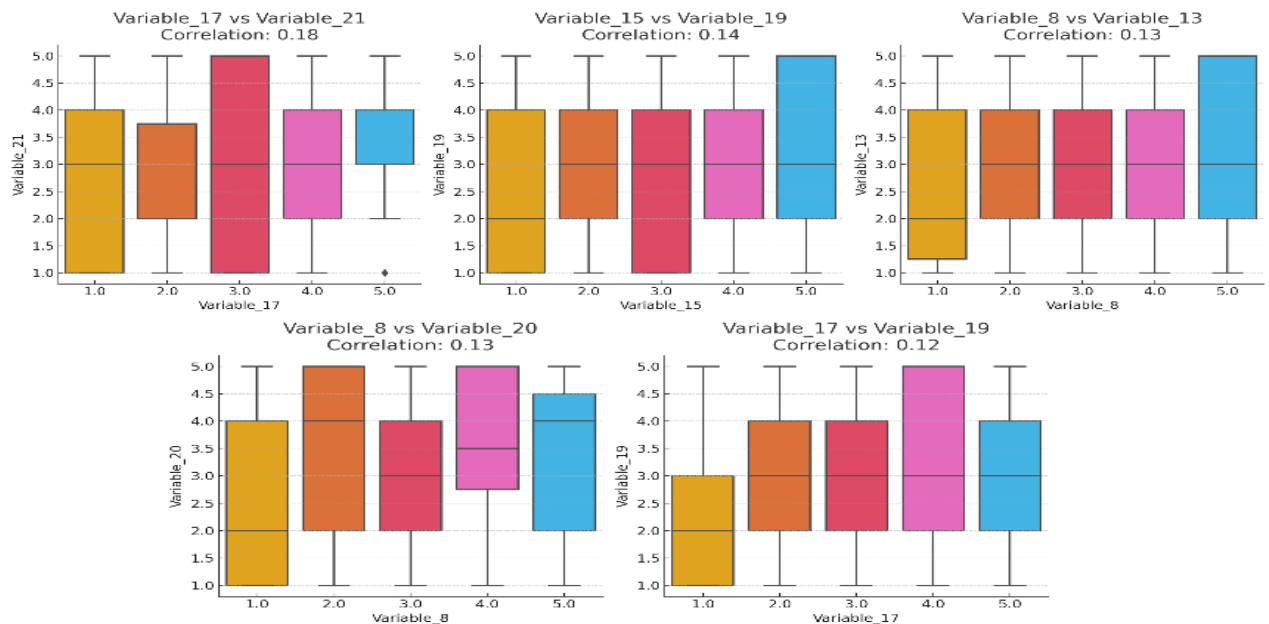 Variable_17 vs Variable_21
Correlation: 0.18
Variable_21
5.0
4.5
4.0
3.5
3.0
2.5
2.0
1.5
1.0
1.0 2.0 3.0 4.0 5.0
Variable_17
Variable_15 vs Variable_19
Correlation: 0.14
Variable_19
5.0
4.5
4.0
3.5
3.0
2.5
2.0
1.5
1.0
1.0 2.0 3.0 4.0 5.0
Variable_15
Variable_8 vs Variable_13
Correlation: 0.13
Variable_13
5.0
4.5
4.0
3.5
3.0
2.5
2.0
1.5
1.0
1.0 2.0 3.0 4.0 5.0
Variable_8
Variable_8 vs Variable_20
Correlation: 0.13
Variable_20
5.0
4.5
4.0
3.5
3.0
2.5
2.0
1.5
1.0
1.0 2.0 3.0 4.0 5.0
Variable_8
Variable_17 vs Variable_19
Correlation: 0.12
Variable_19
5.0
4.5
4.0
3.5
3.0
2.5
2.0
1.5
1.0
1.0 2.0 3.0 4.0 5.0
Variable_17